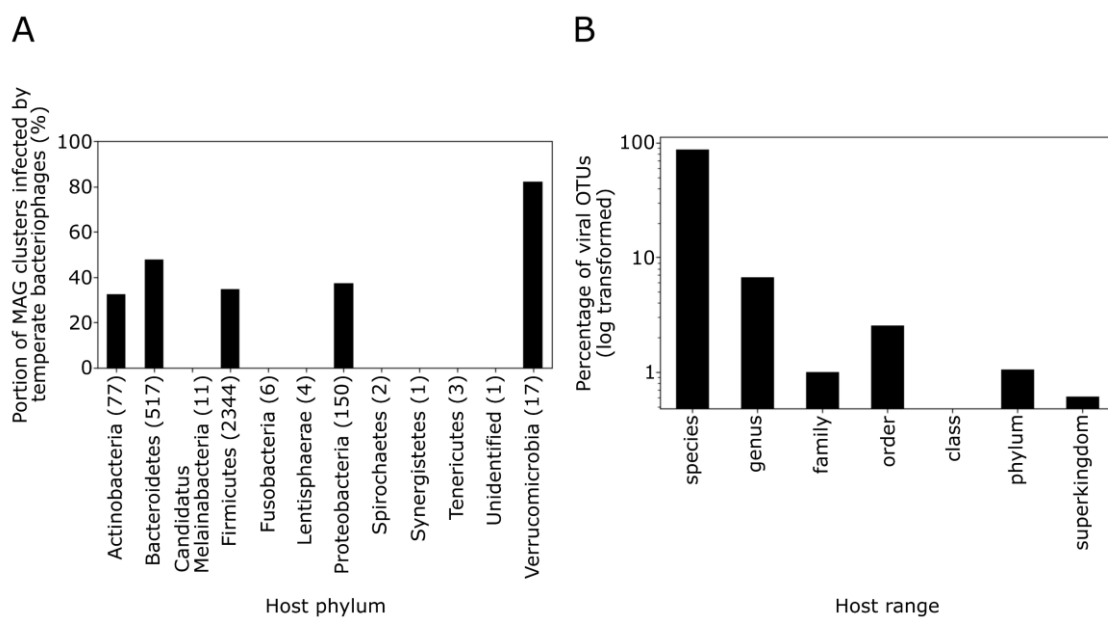 A
Portion of MAG clusters infected by
temperate bacteriophages (%)
100
80
60
40
20
0
Actinobacteria (77)
Bacteroidetes (517)
Candidatus
Melainabacteria (11)
Firmicutes (2344)
Fusobacteria (6)
Lentisphaerae (4)
Proteobacteria (150)
Spirochaetes (2)
Synergistetes (1)
Tenericutes (3)
Unidentified (1)
Verrucomicrobia (17)
Host phylum
B
Percentage of viral OTUs
(log transformed)
100
10
1
species
genus
family
order
class
phylum
superkingdom
Host range